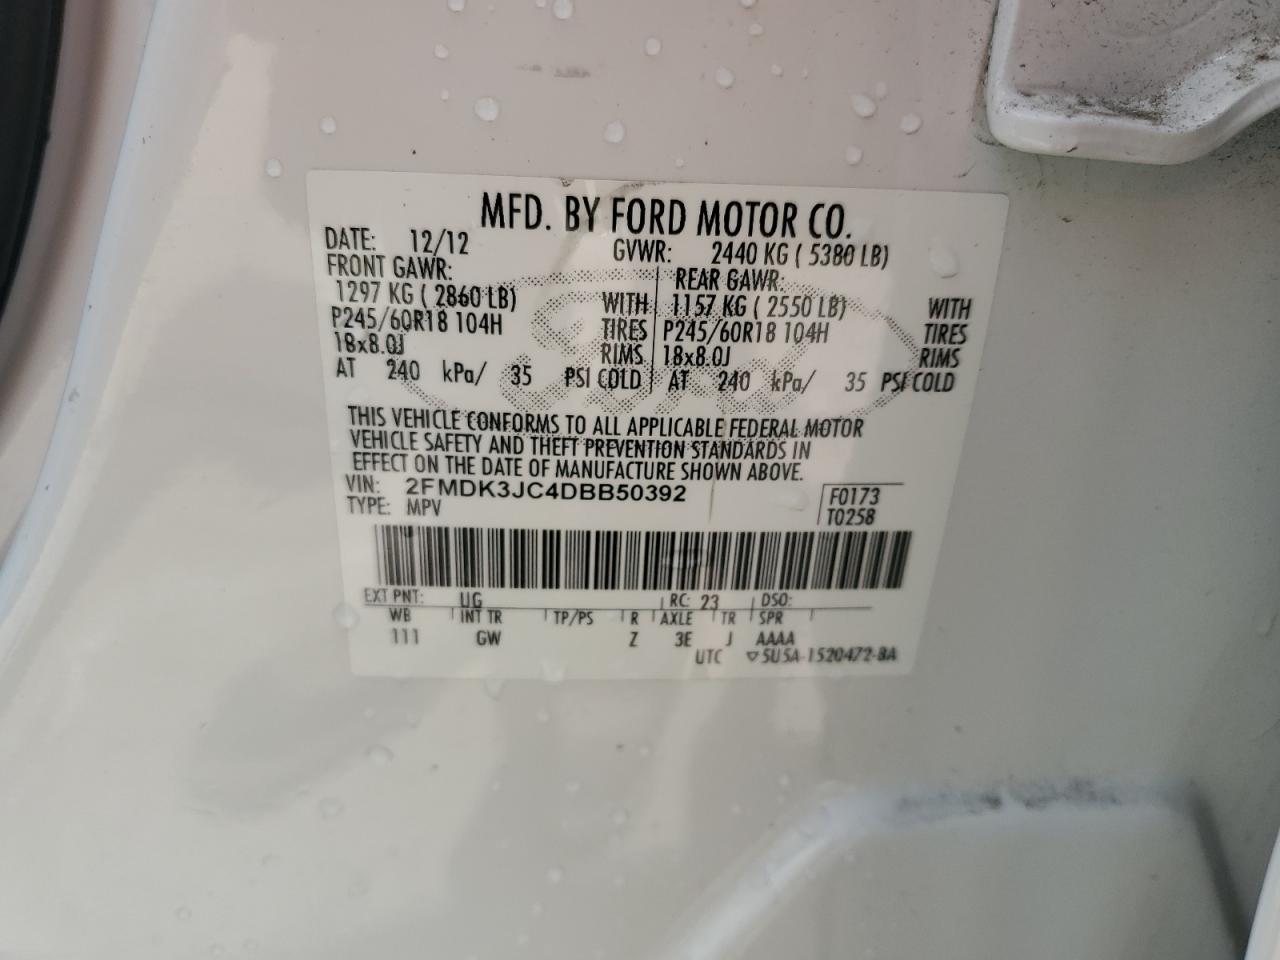 MFD. BY FORD MOTOR CO.
DATE: 12/12 GVWR: 2440 KG ( 5380 LB)
FRONT GAWR: REAR GAWR:
1297 KG ( 2860 LB) WITH 1157 KG ( 2550 LB) WITH
P245/60R18 104H TIRES P245/60R18 104H TIRES
18x8.0J RIMS 18x8.0J RIMS
AT 240 kPa/ 35 PSI COLD AT 240 kPa/ 35 PSI COLD
THIS VEHICLE CONFORMS TO ALL APPLICABLE FEDERAL MOTOR
VEHICLE SAFETY AND THEFT PREVENTION STANDARDS IN
EFFECT ON THE DATE OF MANUFACTURE SHOWN ABOVE.
VIN: 2FMDK3JC4DBB50392 F0173
TYPE: MPV T0258
EXT PNT: UG RC: 23 DSO:
WB INT TR TP/PS R AXLE TR SPR
111 GW Z 3E J AAAA
UTC ▽5U5A-1520472-BA